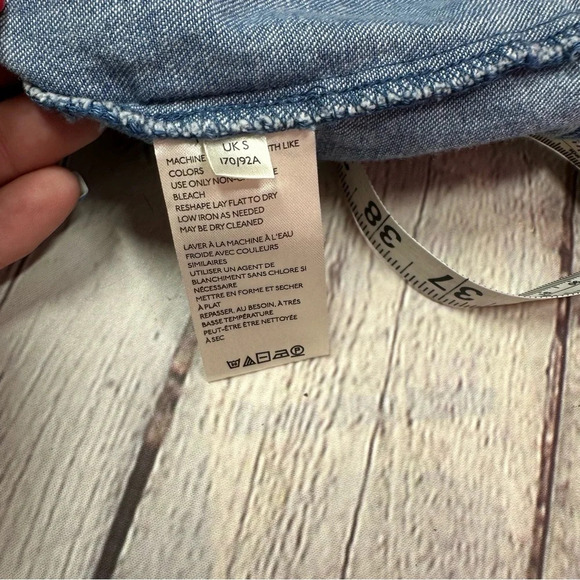 UK S
170/92A
MACHINE TH LIKE
COLORS
USE ONLY NON-
BLEACH
RESHAPE LAY FLAT TO DRY
LOW IRON AS NEEDED
MAY BE DRY CLEANED
LAVER À LA MACHINE À L'EAU
FROIDE AVEC COULEURS
SIMILAIRES
UTILISER UN AGENT DE
BLANCHIMENT SANS CHLORE SI
NÉCESSAIRE
METTRE EN FORME ET SECHER
À PLAT
REPASSER, AU BESOIN, À TRÉS
BASSE TEMPÉRATURE
PEUT-ÊTRE ÊTRE NETTOYÉE
À SEC
38
37